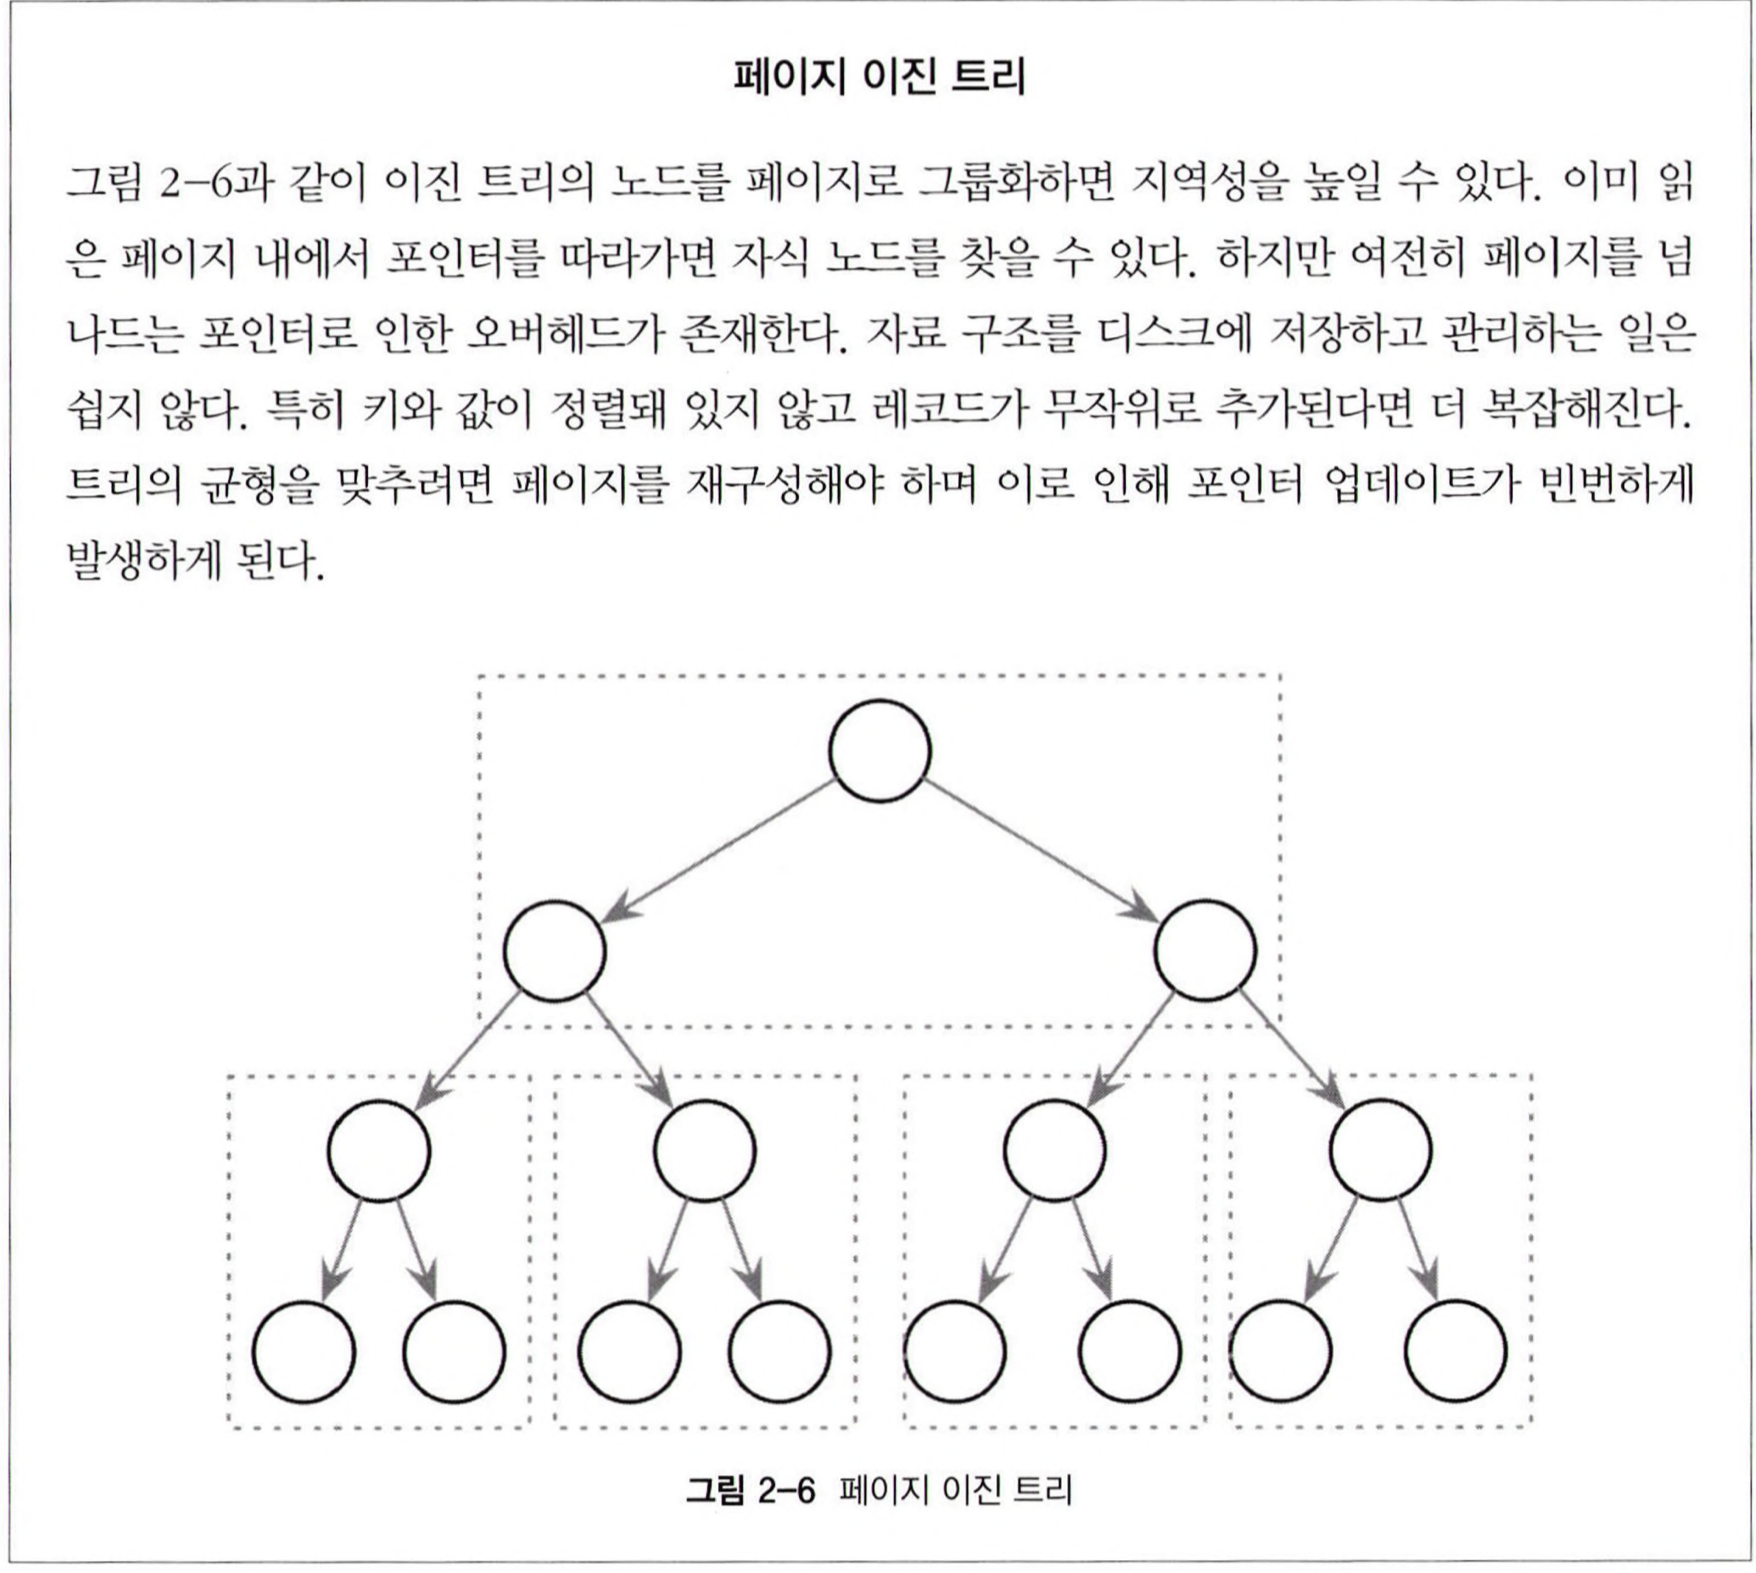 페이지 이진 트리
그림 2-6과 같이 이진 트리의 노드를 페이지로 그룹화하면 지역성을 높일 수 있다. 이미 읽
은 페이지 내에서 포인터를 따라가면 자식 노드를 찾을 수 있다. 하지만 여전히 페이지를 넘
나드는 포인터로 인한 오버헤드가 존재한다. 자료 구조를 디스크에 저장하고 관리하는 일은
쉽지 않다. 특히 키와 값이 정렬돼 있지 않고 레코드가 무작위로 추가된다면 더 복잡해진다.
트리의 균형을 맞추려면 페이지를 재구성해야 하며 이로 인해 포인터 업데이트가 빈번하게
발생하게 된다.
그림 2-6 페이지 이진 트리